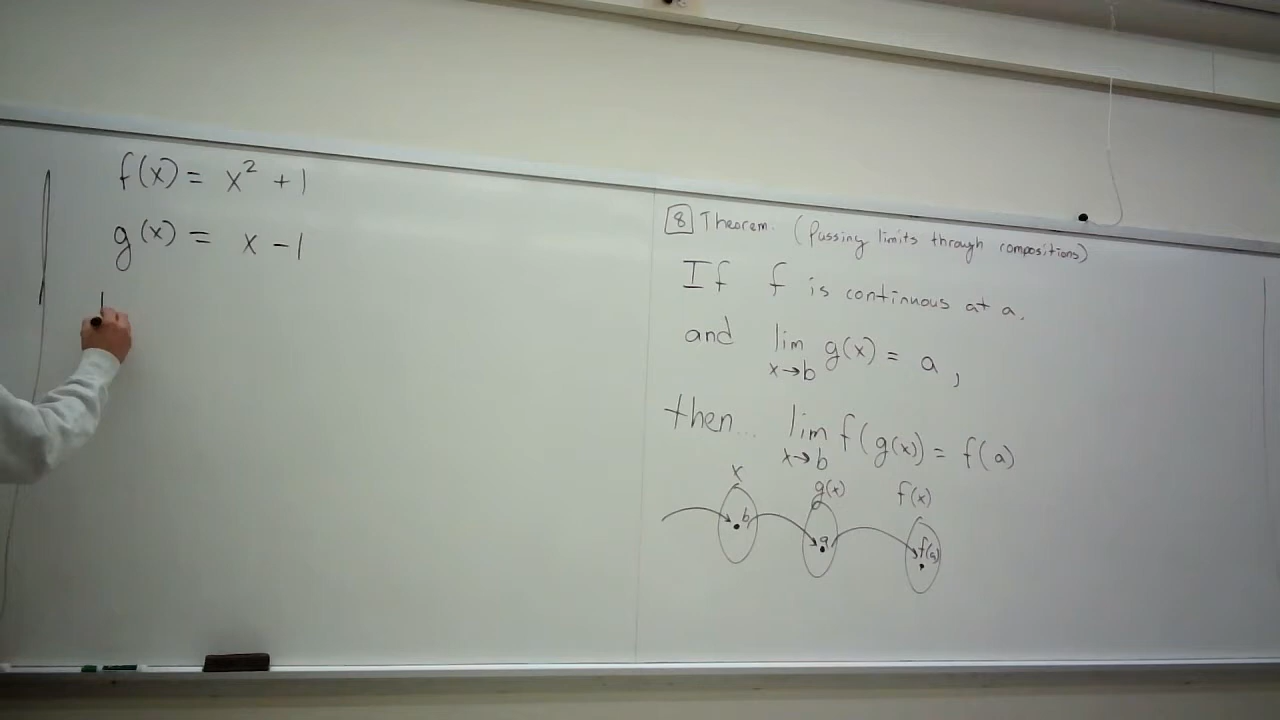 f(x) = x² + 1
g(x) = x - 1
8 Theorem. (Passing limits through compositions)
If f is continuous at a,
and lim g(x) = a,
x→b
then... lim f(g(x)) = f(a)
x→b
x g(x) f(x)
b a f(a)